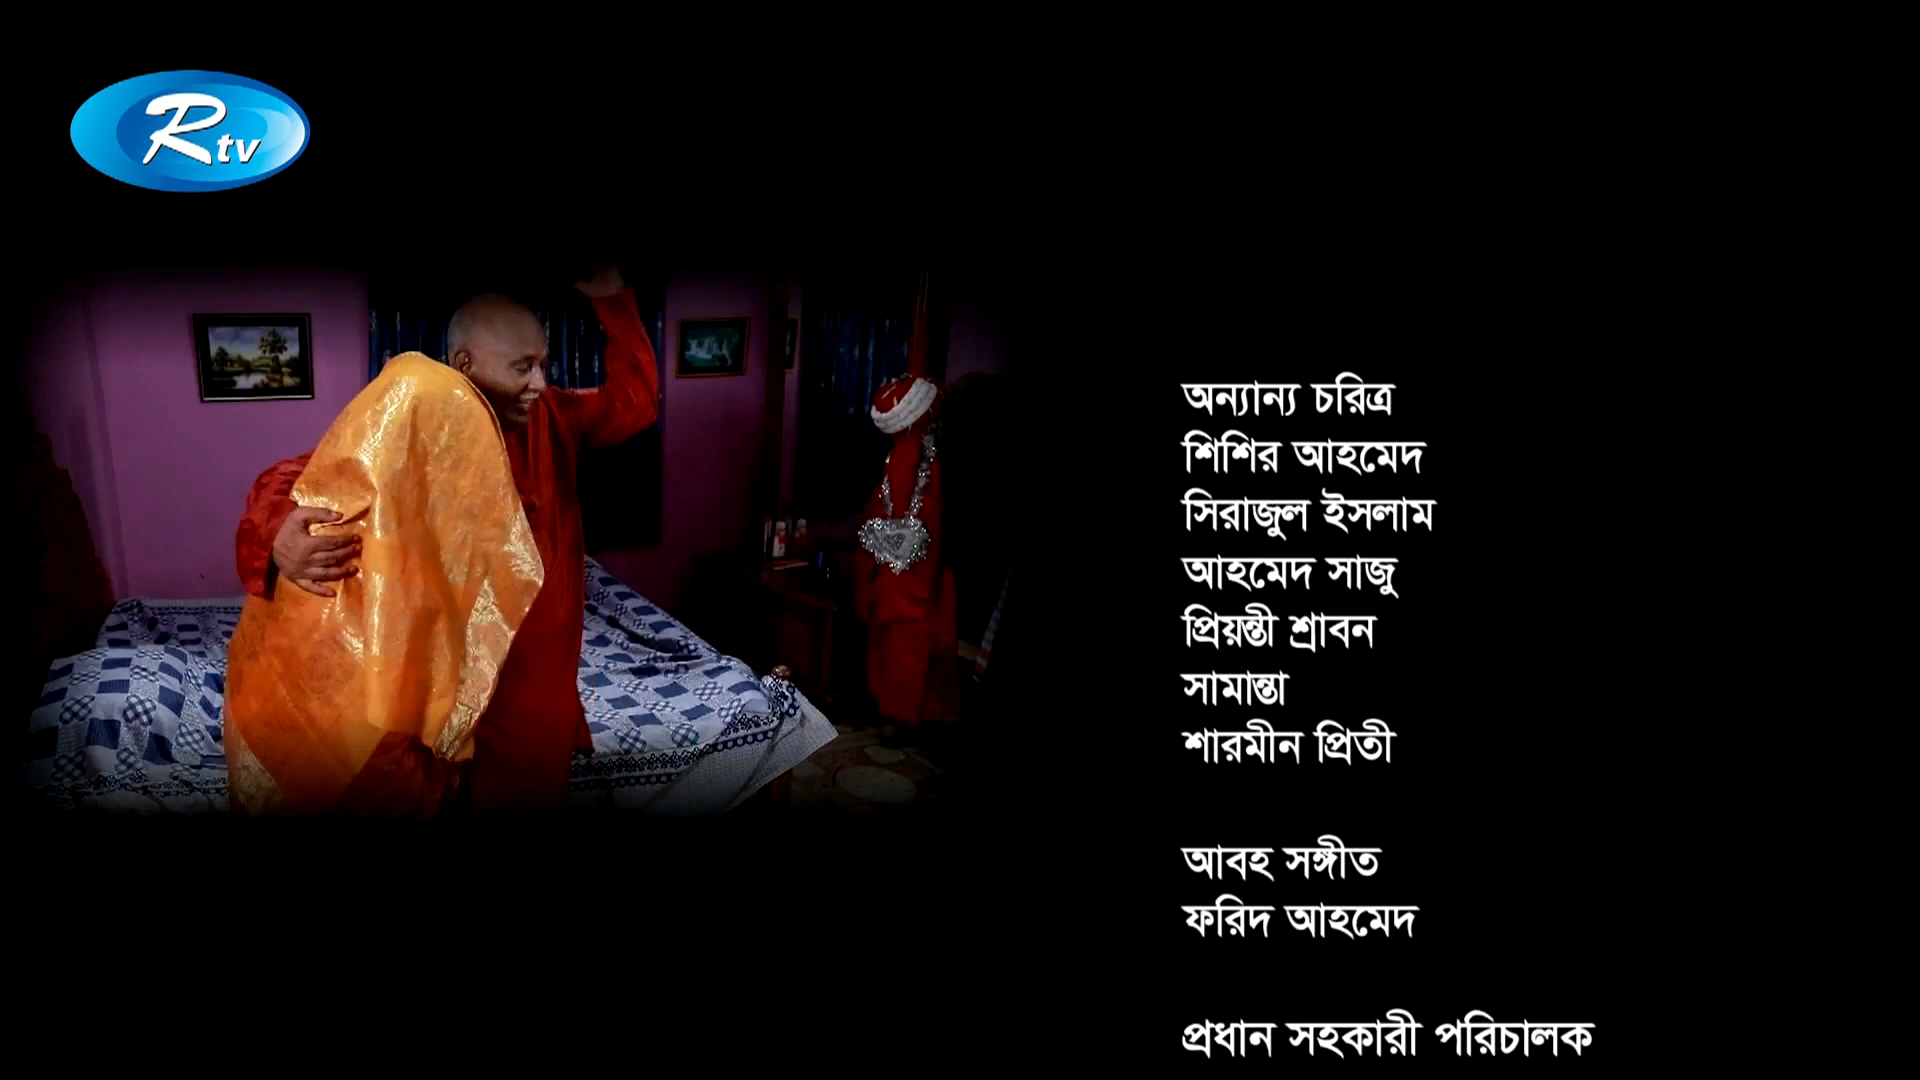 Rtv
অন্যান্য চরিত্র
শিশির আহমেদ
সিরাজুল ইসলাম
আহমেদ সাজু
প্রিয়ন্তী শ্রাবন
সামান্তা
শারমীন প্রিতী
আবহ সঙ্গীত
ফরিদ আহমেদ
প্রধান সহকারী পরিচালক